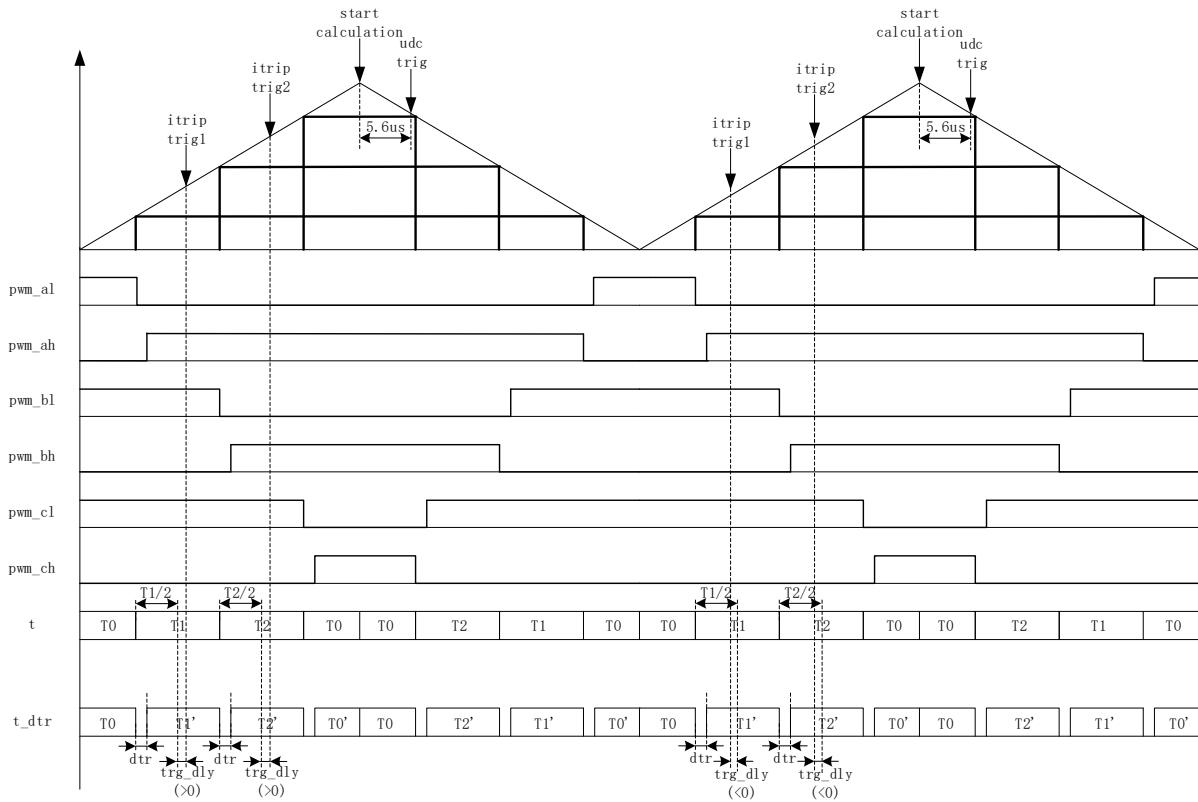 start
calculation
udc
trig
itrip
trig2
itrip
trig1
5.6us
start
calculation
udc
trig
itrip
trig2
itrip
trig1
5.6us
pwm_al
pwm_ah
pwm_bl
pwm_bh
pwm_cl
pwm_ch
T1/2 T2/2 T1/2 T2/2
t T0 T1 T2 T0 T0 T2 T1 T0 T0 T1 T2 T0 T0 T2 T1 T0
t_dtr T0 T1' T2' T0' T0 T2' T1' T0' T0 T1' T2' T0' T0 T2' T1' T0'
dtr dtr dtr dtr
trg_dly trg_dly trg_dly trg_dly
(>0) (>0) (<0) (<0)